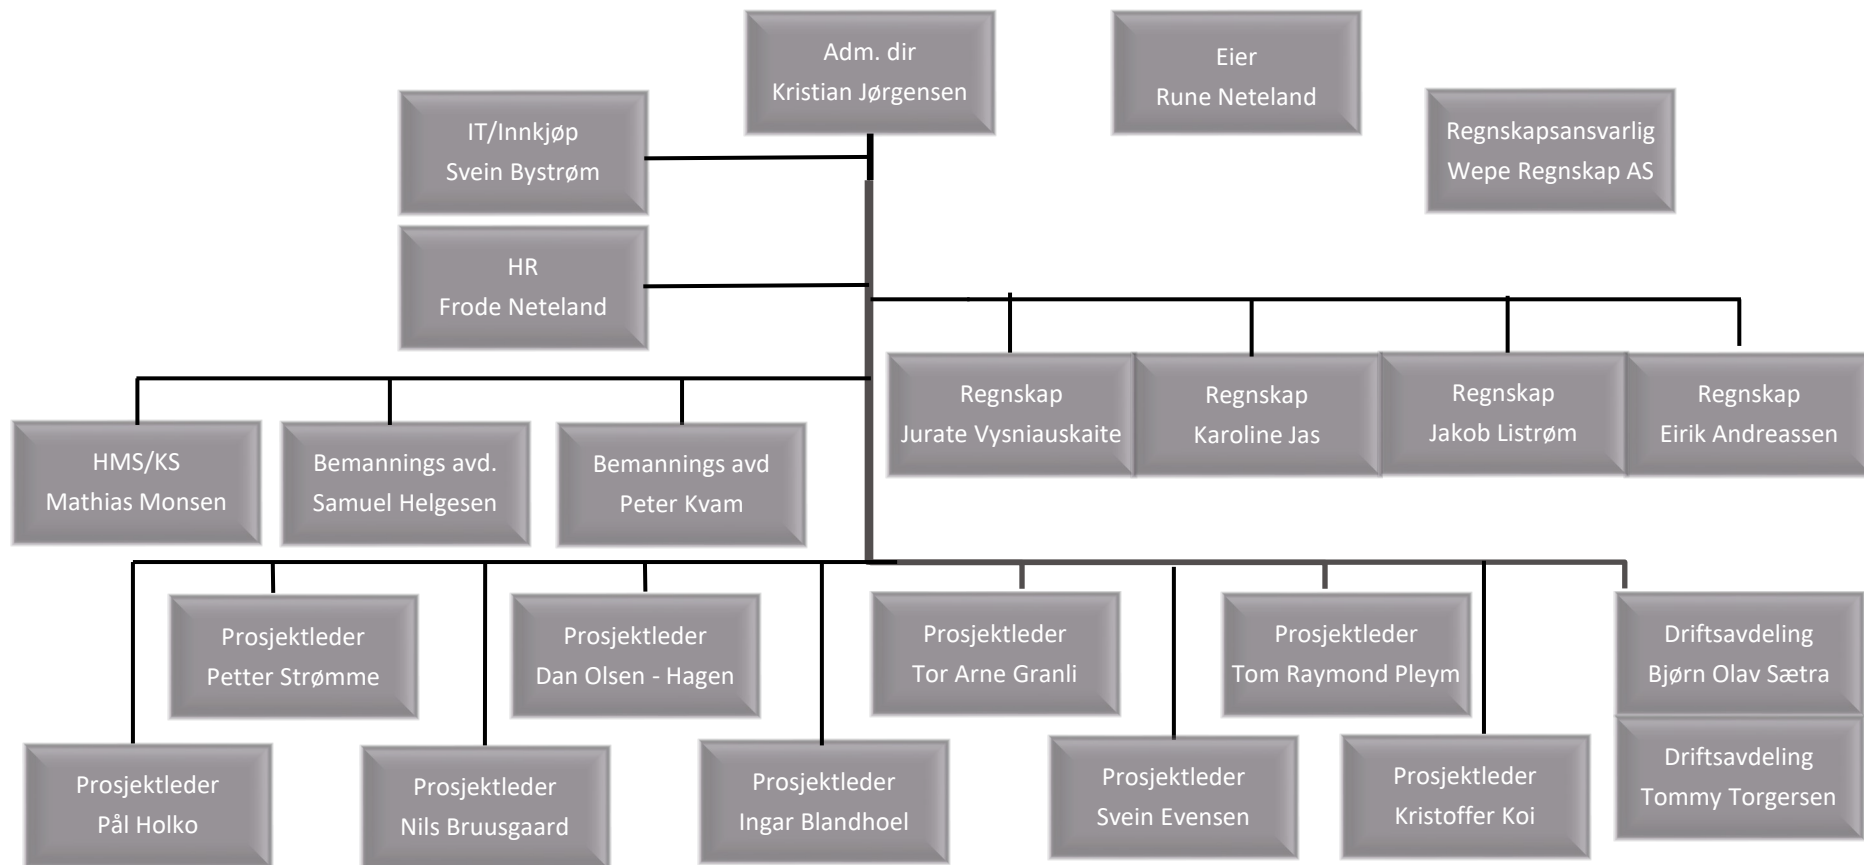 Adm. dir
Kristian Jørgensen
Eier
Rune Neteland
Regnskapsansvarlig
Wepe Regnskap AS
IT/Innkjøp
Svein Bystrøm
HR
Frode Neteland
Regnskap
Jurate Vysniauskaite
Regnskap
Karoline Jas
Regnskap
Jakob Listrøm
Regnskap
Eirik Andreassen
HMS/KS
Mathias Monsen
Bemannings avd.
Samuel Helgesen
Bemannings avd
Peter Kvam
Prosjektleder
Petter Strømme
Prosjektleder
Dan Olsen - Hagen
Prosjektleder
Tor Arne Granli
Prosjektleder
Tom Raymond Pleym
Driftsavdeling
Bjørn Olav Sætra
Prosjektleder
Pål Holko
Prosjektleder
Nils Bruusgaard
Prosjektleder
Ingar Blandhoel
Prosjektleder
Svein Evensen
Prosjektleder
Kristoffer Koi
Driftsavdeling
Tommy Torgersen